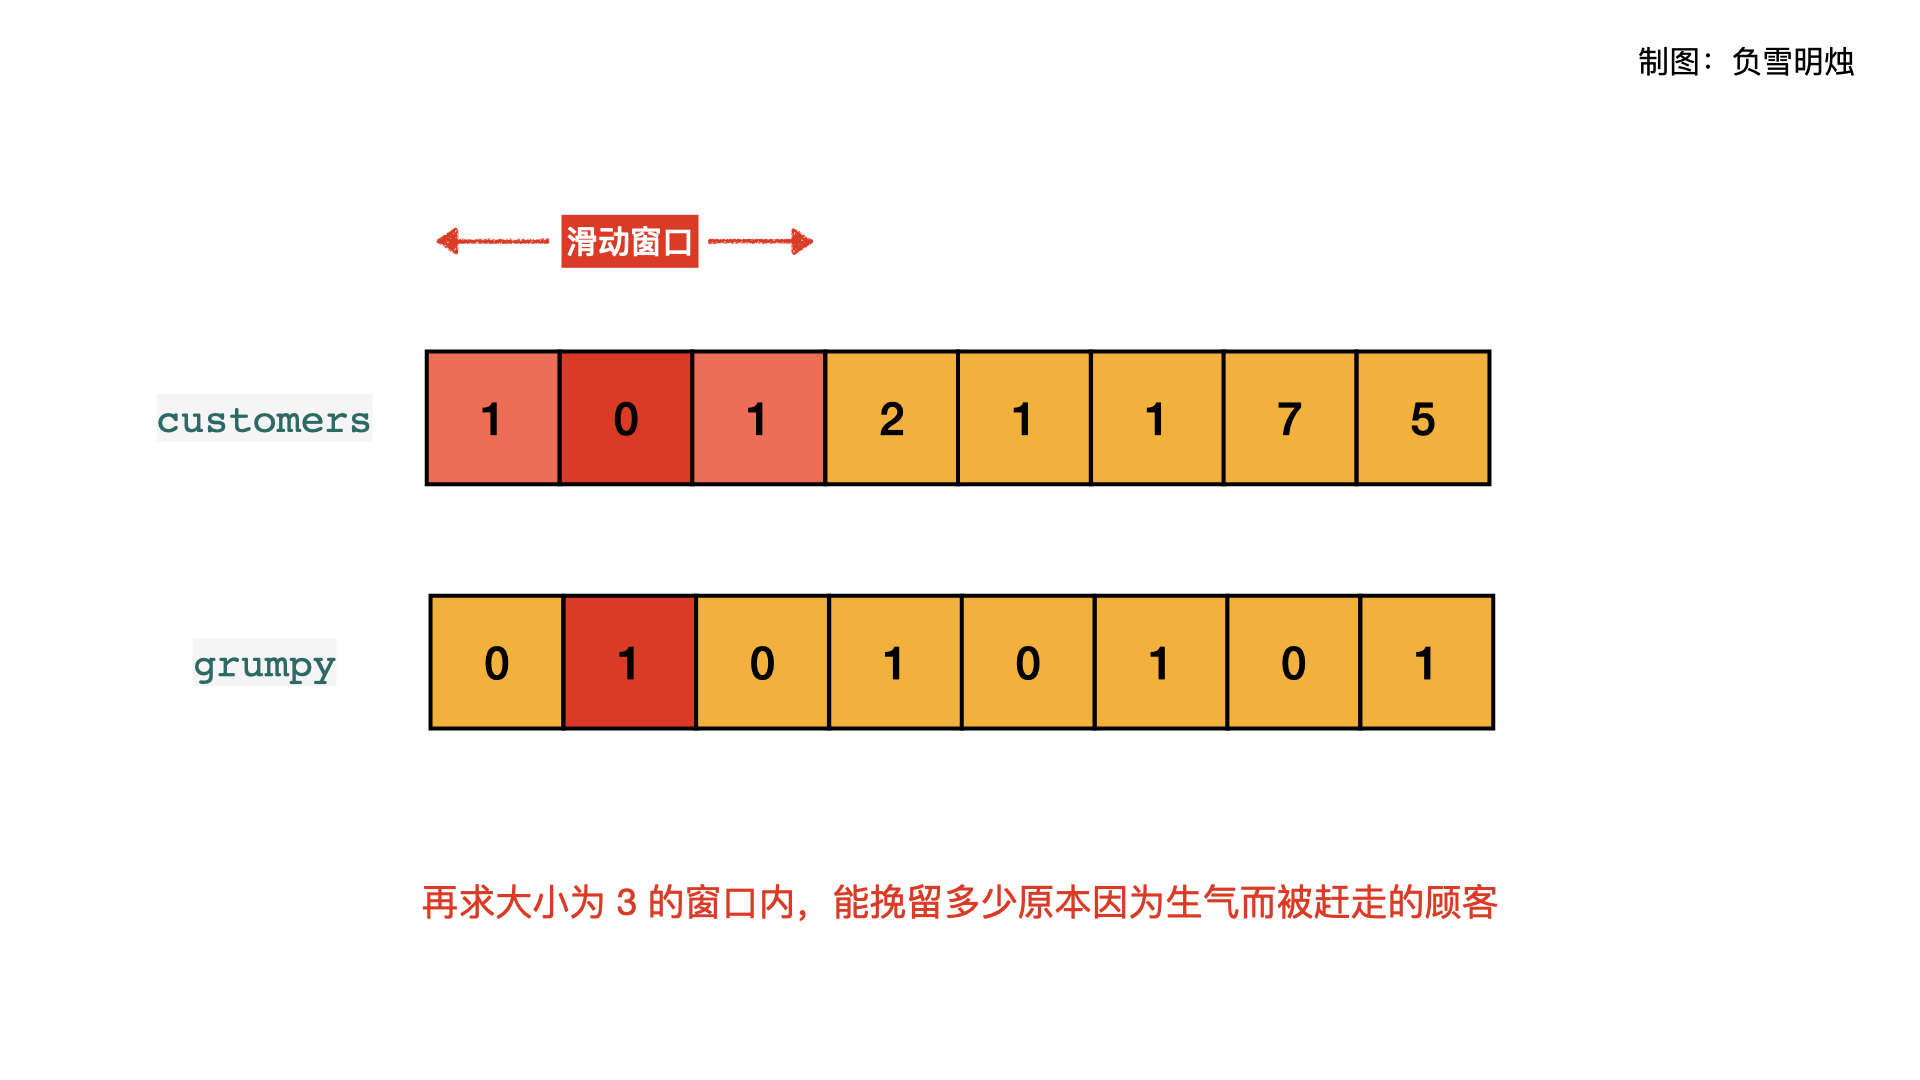 制图：负雪明烛
滑动窗口
customers 1 0 1 2 1 1 7 5
grumpy 0 1 0 1 0 1 0 1
再求大小为 3 的窗口内，能挽留多少原本因为生气而被赶走的顾客